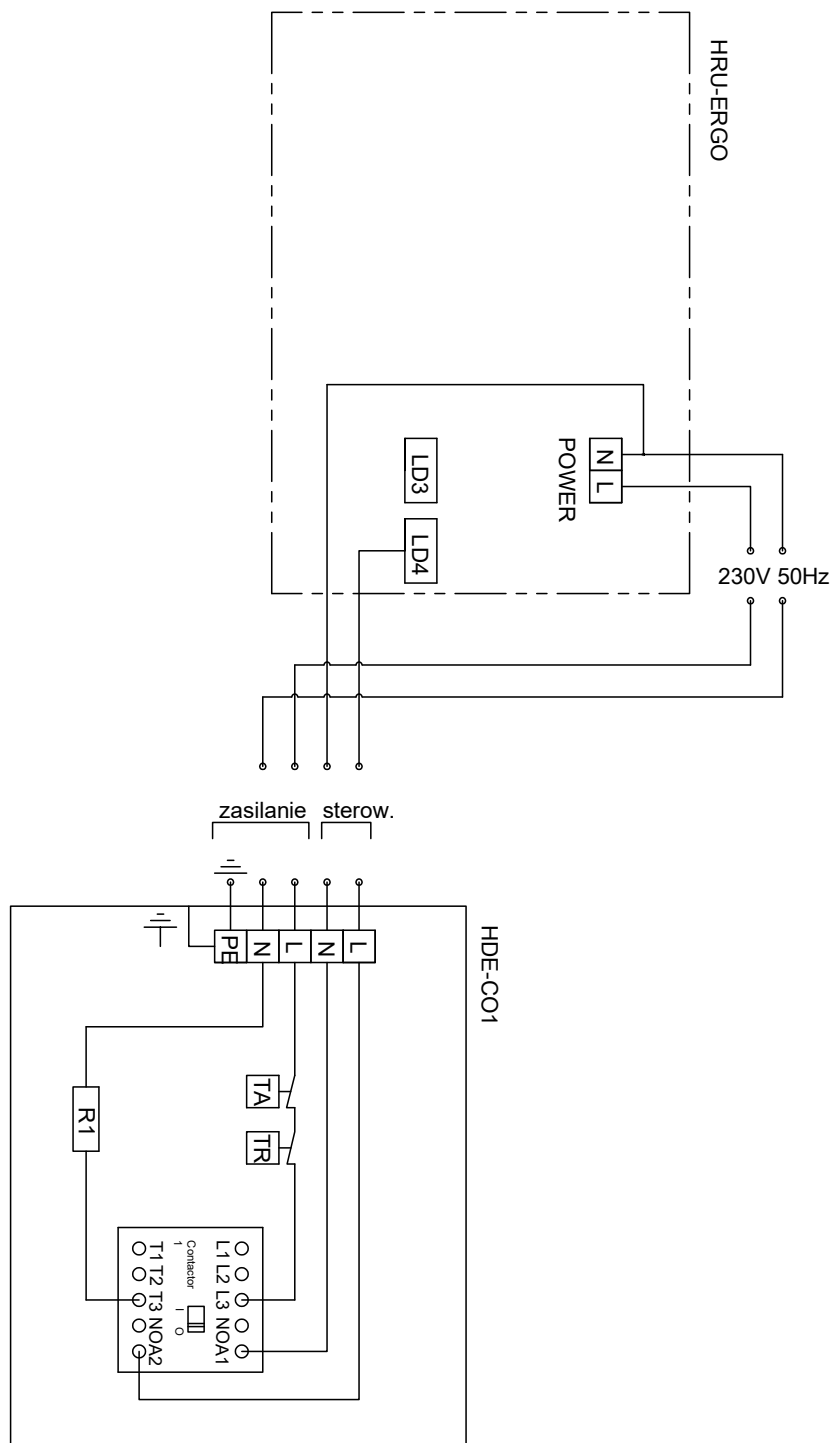 HRU-ERGO
POWER
N
L
LD3
LD4
230V 50Hz
zasilanie
sterow.
HDE-CO1
PE
N
L
N
L
TA
TR
R1
L1 L2 L3 NOA1
Contactor
1
I O
T1 T2 T3 NOA2